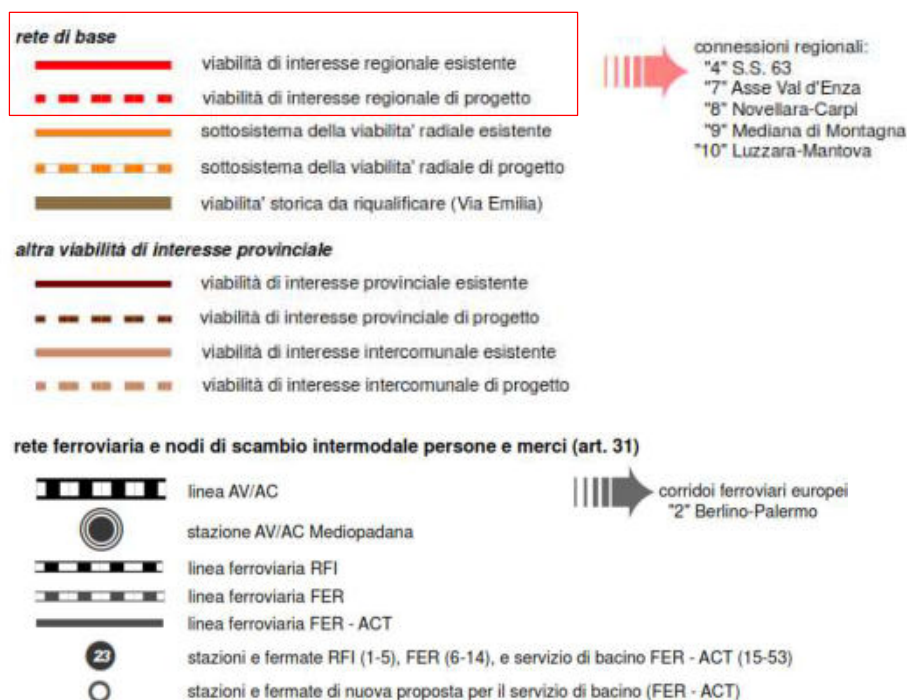 rete di base
viabilità di interesse regionale esistente
viabilità di interesse regionale di progetto
sottosistema della viabilita' radiale esistente
sottosistema della viabilita' radiale di progetto
viabilita' storica da riqualificare (Via Emilia)
connessioni regionali:
"4" S.S. 63
"7" Asse Val d'Enza
"8" Novellara-Carpi
"9" Mediana di Montagna
"10" Luzzara-Mantova
altra viabilità di interesse provinciale
viabilità di interesse provinciale esistente
viabilità di interesse provinciale di progetto
viabilità di interesse intercomunale esistente
viabilità di interesse intercomunale di progetto
rete ferroviaria e nodi di scambio intermodale persone e merci (art. 31)
linea AV/AC
stazione AV/AC Mediopadana
linea ferroviaria RFI
linea ferroviaria FER
linea ferroviaria FER - ACT
23 stazioni e fermate RFI (1-5), FER (6-14), e servizio di bacino FER - ACT (15-53)
stazioni e fermate di nuova proposta per il servizio di bacino (FER - ACT)
corridoi ferroviari europei
"2" Berlino-Palermo